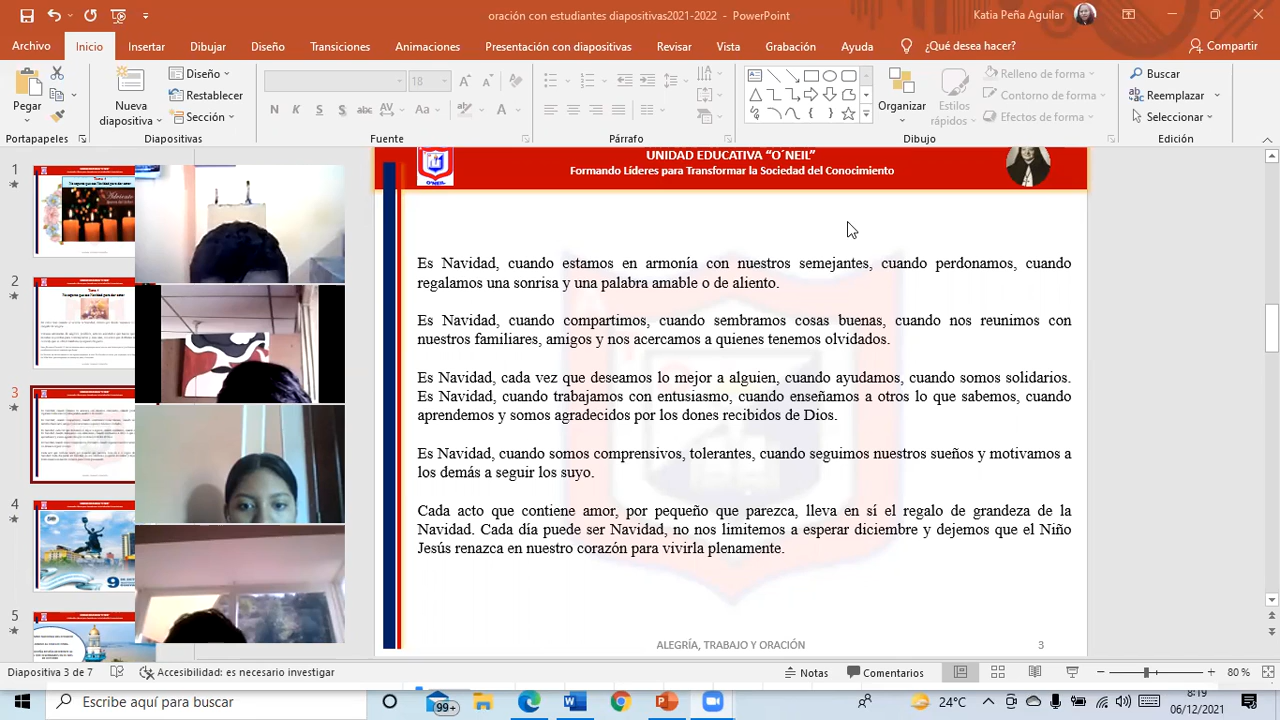 oración con estudiantes diapositivas2021-2022 - PowerPoint
Katia Peña Aguilar
Archivo Inicio Insertar Dibujar Diseño Transiciones Animaciones Presentación con diapositivas Revisar Vista Grabación Ayuda ¿Qué desea hacer? Compartir
Pegar
Nueva diapositiva
Diseño
Restablecer
Sección
18
N K S S abc AV Aa A
Organizar
Estilos rápidos
Relleno de forma
Contorno de forma
Efectos de forma
Buscar
Reemplazar
Seleccionar
Portapapeles Diapositivas Fuente Párrafo Dibujo Edición
1
2
3
4
5
UNIDAD EDUCATIVA "O´NEIL"
Formando Líderes para Transformar la Sociedad del Conocimiento
O'NEIL
Es Navidad, cuando estamos en armonía con nuestros semejantes, cuando perdonamos, cuando
regalamos una sonrisa y una palabra amable o de aliento.
Es Navidad, cuando compartimos, cuando sembramos cosas buenas, cuando nos reunimos con
nuestros familiares, amigos y nos acercamos a quienes tenemos olvidados.
Es Navidad, cada vez que deseamos lo mejor a alguien, cuando ayudamos, cuando somos solidarios.
Es Navidad, cuando trabajamos con entusiasmo, cuando enseñamos a otros lo que sabemos, cuando
aprendemos y somos agradecidos por los dones recibidos de Dios.
Es Navidad, cuando somos comprensivos, tolerantes, cuando seguimos nuestros sueños y motivamos a
los demás a seguir los suyo.
Cada acto que contiene amor, por pequeño que parezca, lleva en sí el regalo de grandeza de la
Navidad. Cada día puede ser Navidad, no nos limitemos a esperar diciembre y dejemos que el Niño
Jesús renazca en nuestro corazón para vivirla plenamente.
ALEGRÍA, TRABAJO Y ORACIÓN 3
Diapositiva 3 de 7 Accesibilidad: es necesario investigar Notas Comentarios 80 %
Escribe aquí para buscar
99+
24°C
8:19
06/12/2021